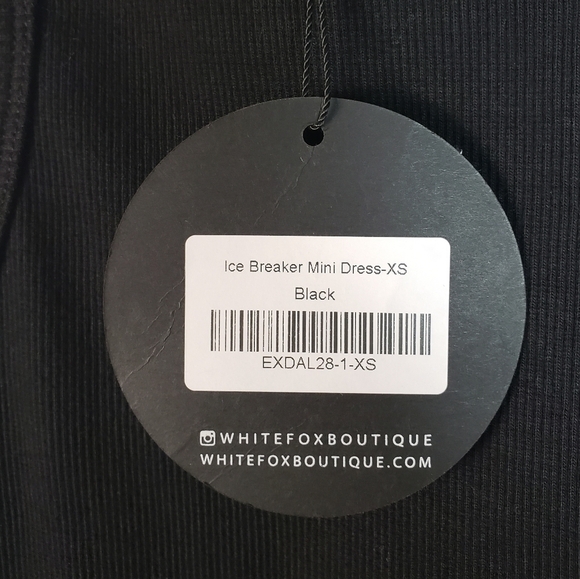 Ice Breaker Mini Dress-XS
Black
EXDAL28-1-XS
WHITEFOXBOUTIQUE
WHITEFOXBOUTIQUE.COM